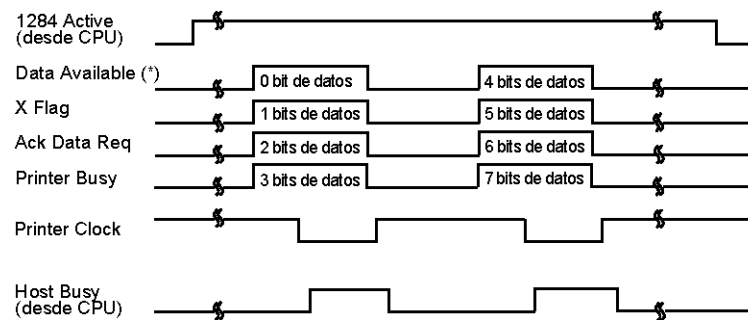 1284 Active
(desde CPU)
Data Available (*)
0 bit de datos
4 bits de datos
X Flag
1 bits de datos
5 bits de datos
Ack Data Req
2 bits de datos
6 bits de datos
Printer Busy
3 bits de datos
7 bits de datos
Printer Clock
Host Busy
(desde CPU)